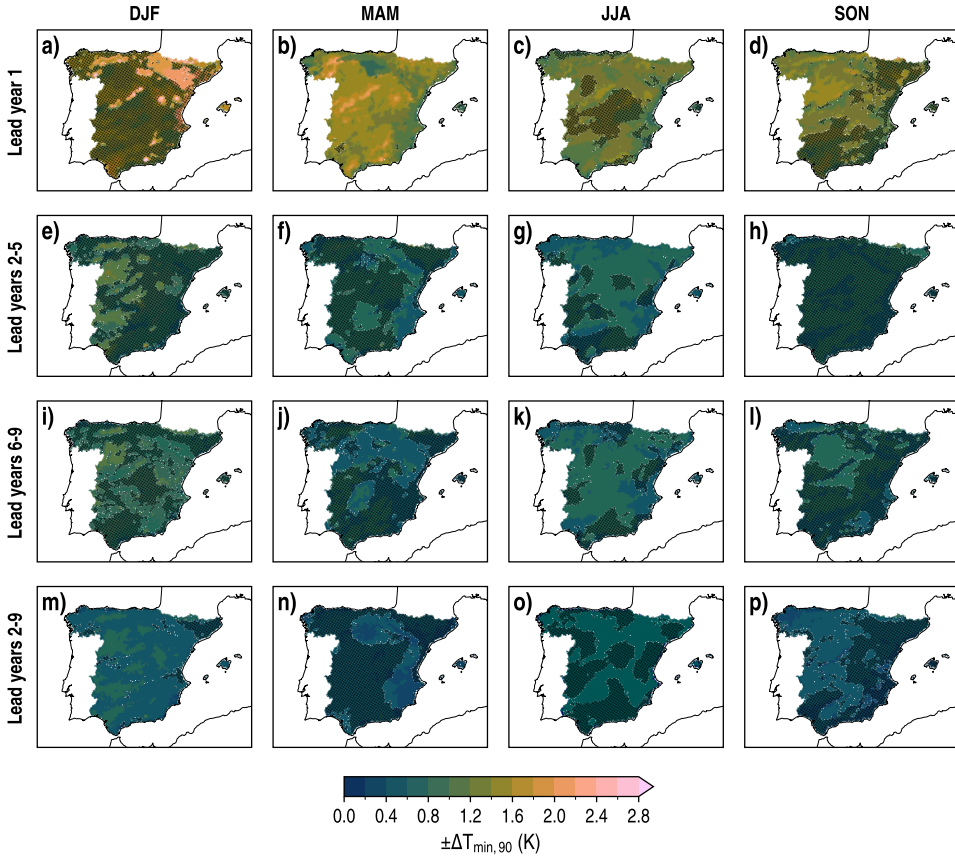 DJF MAM JJA SON
Lead year 1
a) b) c) d)
Lead years 2-5
e) f) g) h)
Lead years 6-9
i) j) k) l)
Lead years 2-9
m) n) o) p)
0.0 0.4 0.8 1.2 1.6 2.0 2.4 2.8
±ΔTmin, 90 (K)